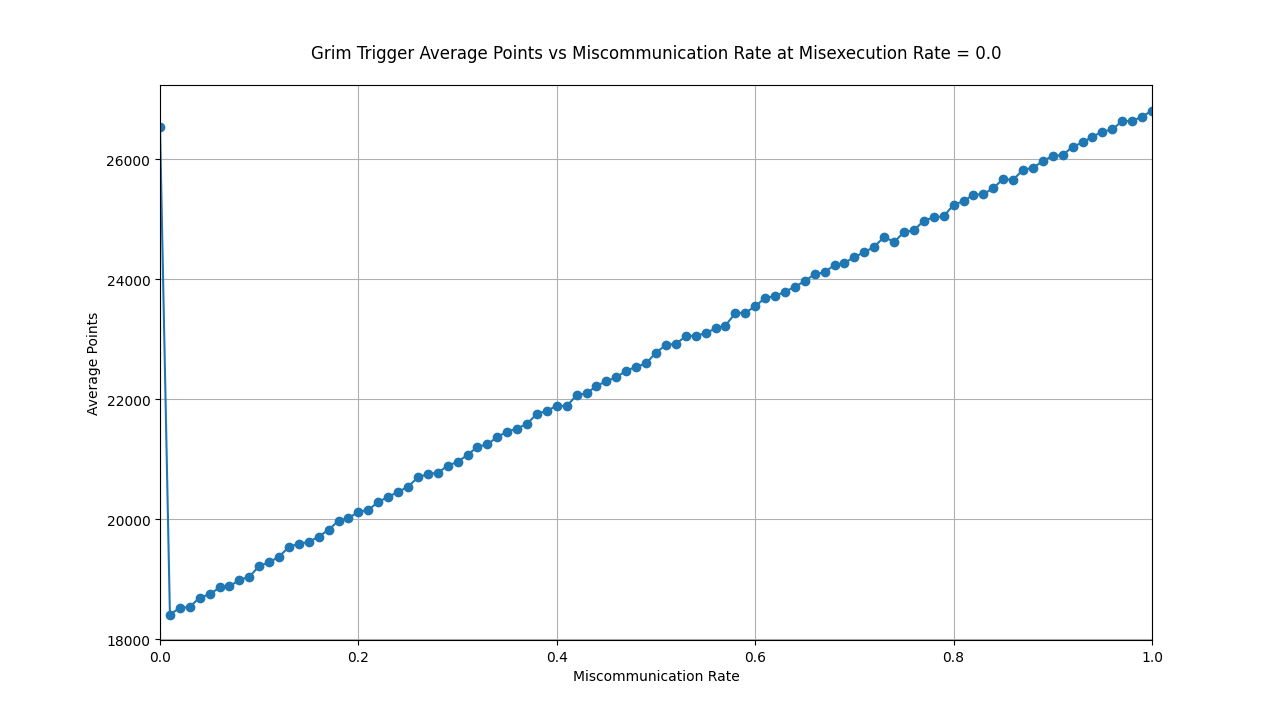 Grim Trigger Average Points vs Miscommunication Rate at Misexecution Rate = 0.0
Average Points
26000
24000
22000
20000
18000
0.0 0.2 0.4 0.6 0.8 1.0
Miscommunication Rate